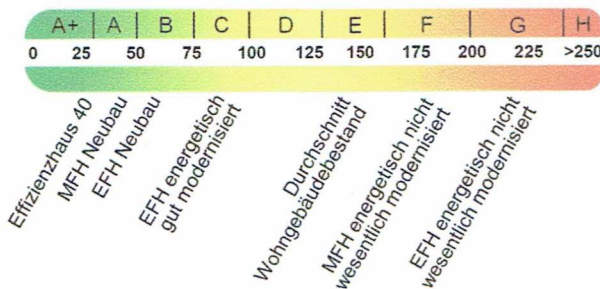 A+ A B C D E F G H
0 25 50 75 100 125 150 175 200 225 >250
Effizienzhaus 40
MFH Neubau
EFH Neubau
EFH energetisch
gut modernisiert
Durchschnitt
Wohngebäudebestand
MFH energetisch nicht
wesentlich modernisiert
EFH energetisch nicht
wesentlich modernisiert